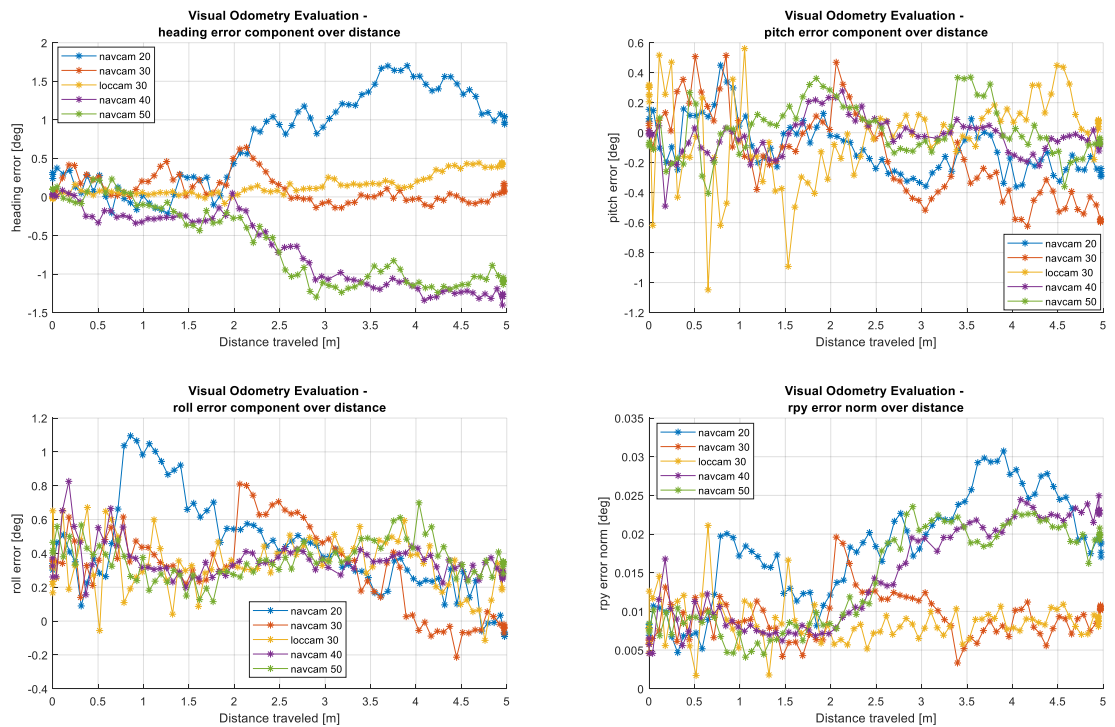 Visual Odometry Evaluation -
heading error component over distance
2
1.5
1
0.5
0
-0.5
-1
-1.5
heading error [deg]
navcam 20
navcam 30
loccam 30
navcam 40
navcam 50
0 0.5 1 1.5 2 2.5 3 3.5 4 4.5 5
Distance traveled [m]
Visual Odometry Evaluation -
pitch error component over distance
0.6
0.4
0.2
0
-0.2
-0.4
-0.6
-0.8
-1
-1.2
pitch error [deg]
navcam 20
navcam 30
loccam 30
navcam 40
navcam 50
0 0.5 1 1.5 2 2.5 3 3.5 4 4.5 5
Distance traveled [m]
Visual Odometry Evaluation -
roll error component over distance
1.2
1
0.8
0.6
0.4
0.2
0
-0.2
-0.4
roll error [deg]
navcam 20
navcam 30
loccam 30
navcam 40
navcam 50
0 0.5 1 1.5 2 2.5 3 3.5 4 4.5 5
Distance traveled [m]
Visual Odometry Evaluation -
rpy error norm over distance
0.035
0.03
0.025
0.02
0.015
0.01
0.005
0
rpy error norm [deg]
navcam 20
navcam 30
loccam 30
navcam 40
navcam 50
0 0.5 1 1.5 2 2.5 3 3.5 4 4.5 5
Distance traveled [m]